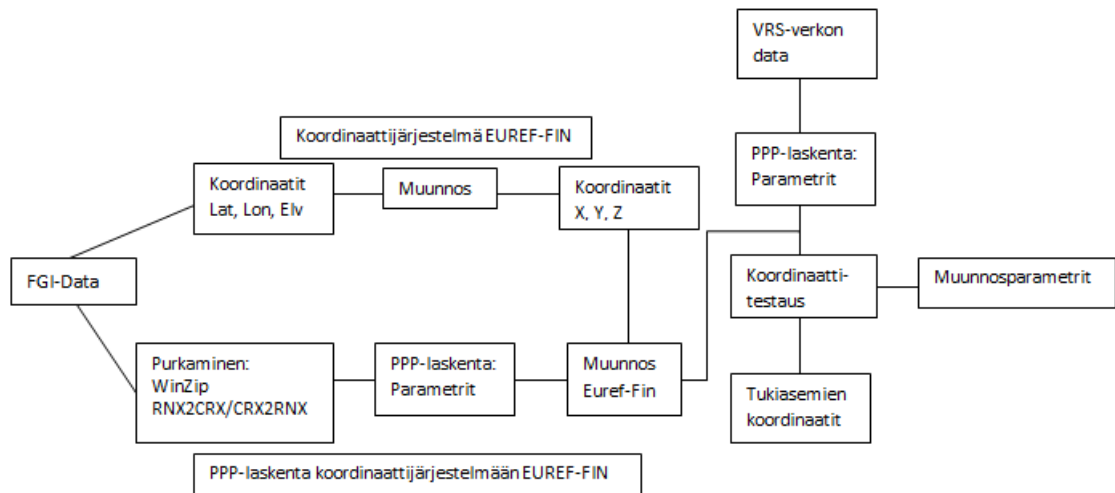 VRS-verkon
data
Koordinaattijärjestelmä EUREF-FIN
PPP-laskenta:
Parametrit
Koordinaatit
Lat, Lon, Elv
Muunnos
Koordinaatit
X, Y, Z
FGI-Data
Koordinaatti-
testaus
Muunnosparametrit
Purkaminen:
WinZip
RNX2CRX/CRX2RNX
PPP-laskenta:
Parametrit
Muunnos
Euref-Fin
Tukiasemien
koordinaatit
PPP-laskenta koordinaattijärjestelmään EUREF-FIN